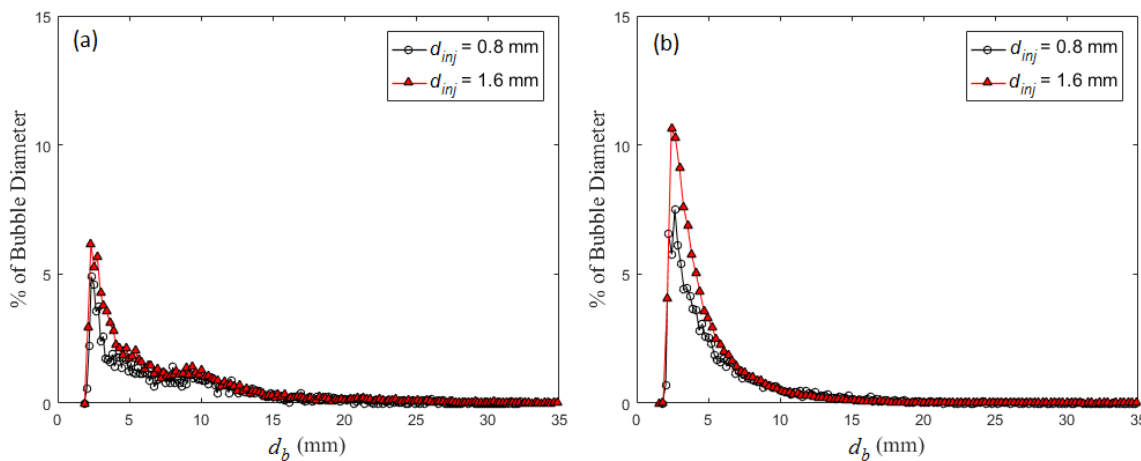 (a)
d_inj = 0.8 mm
d_inj = 1.6 mm
% of Bubble Diameter
15
10
5
0
0 5 10 15 20 25 30 35
d_b (mm)
(b)
d_inj = 0.8 mm
d_inj = 1.6 mm
% of Bubble Diameter
15
10
5
0
0 5 10 15 20 25 30 35
d_b (mm)